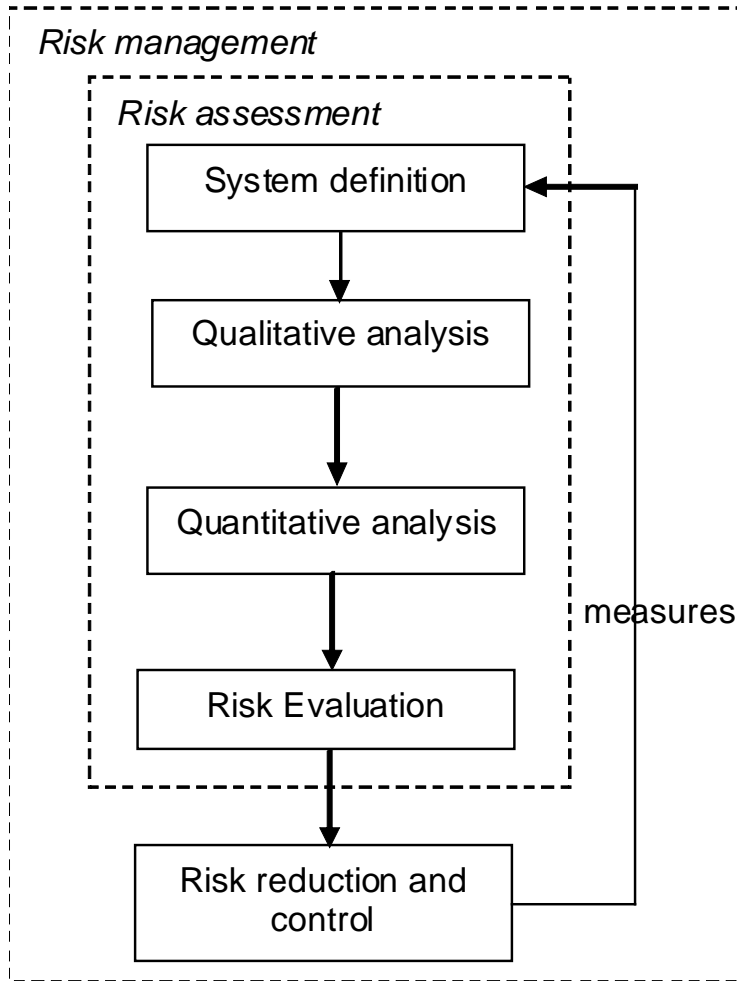 Risk management
Risk assessment
System definition
Qualitative analysis
Quantitative analysis
measures
Risk Evaluation
Risk reduction and
control